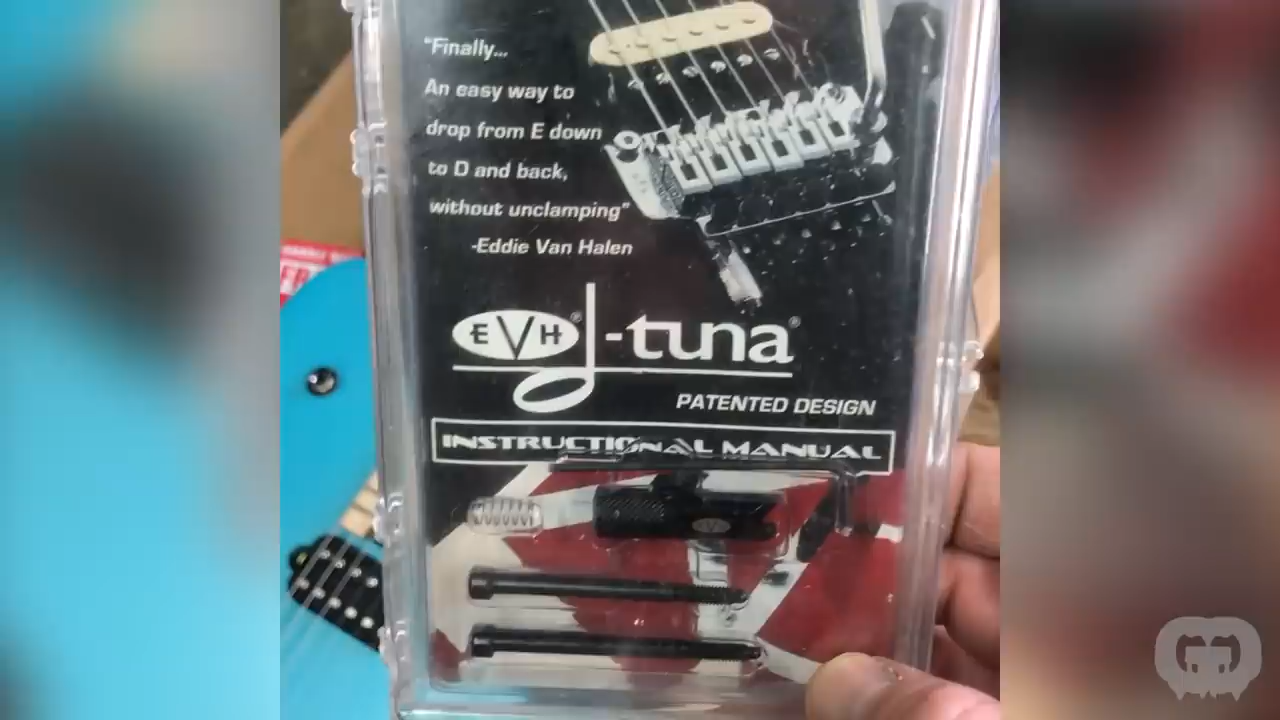 "Finally...
An easy way to
drop from E down
to D and back,
without unclamping"
-Eddie Van Halen
EVH® d-tuna®
PATENTED DESIGN
INSTRUCTIONAL MANUAL
EVH